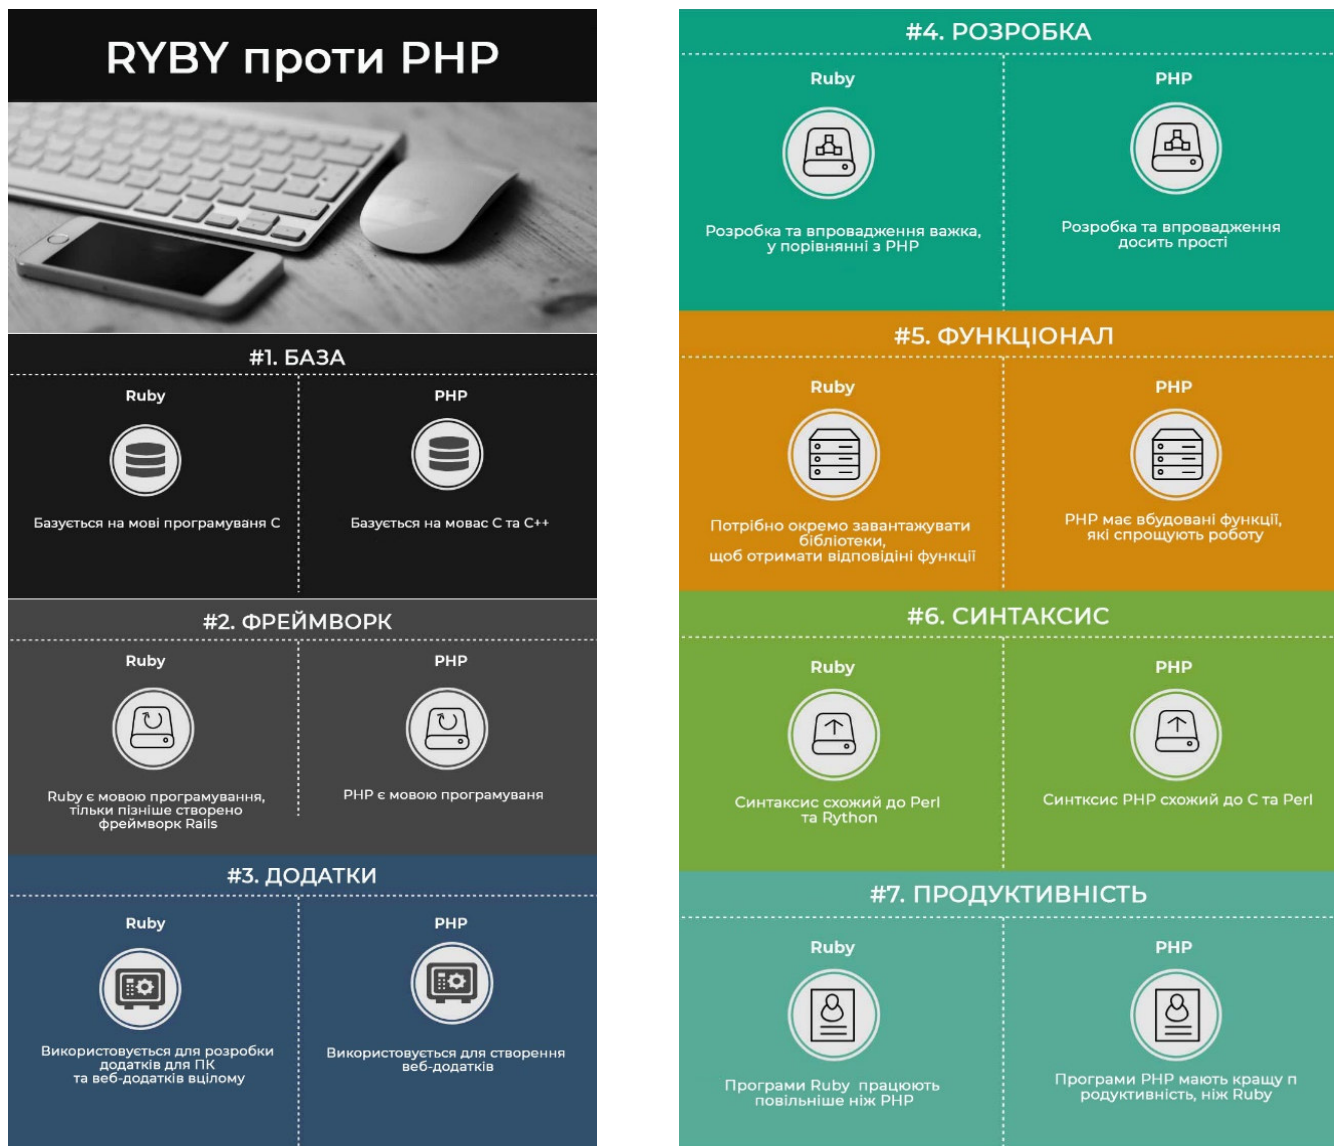 RYBY проти PHP
#1. БАЗА
Ruby
PHP
Базується на мові програмуваня C
Базується на мовас C та C++
#2. ФРЕЙМВОРК
Ruby
PHP
Ruby є мовою програмування,
тільки пізніше створено
фреймворк Rails
PHP є мовою програмуваня
#3. ДОДАТКИ
Ruby
PHP
Використовується для розробки
додатків для ПК
та веб-додатків вцілому
Використовується для створення
веб-додатків
#4. РОЗРОБКА
Ruby
PHP
Розробка та впровадження важка,
у порівнянні з PHP
Розробка та впровадження
досить прості
#5. ФУНКЦІОНАЛ
Ruby
PHP
Потрібно окремо завантажувати
бібліотеки,
щоб отримати відповідіні функції
PHP має вбудовані функції,
які спрощують роботу
#6. СИНТАКСИС
Ruby
PHP
Синтаксис схожий до Perl
та Rython
Синтксис PHP схожий до C та Perl
#7. ПРОДУКТИВНІСТЬ
Ruby
PHP
Програми Ruby працюють
повільніше ніж PHP
Програми PHP мають кращу п
родуктивність, ніж Ruby